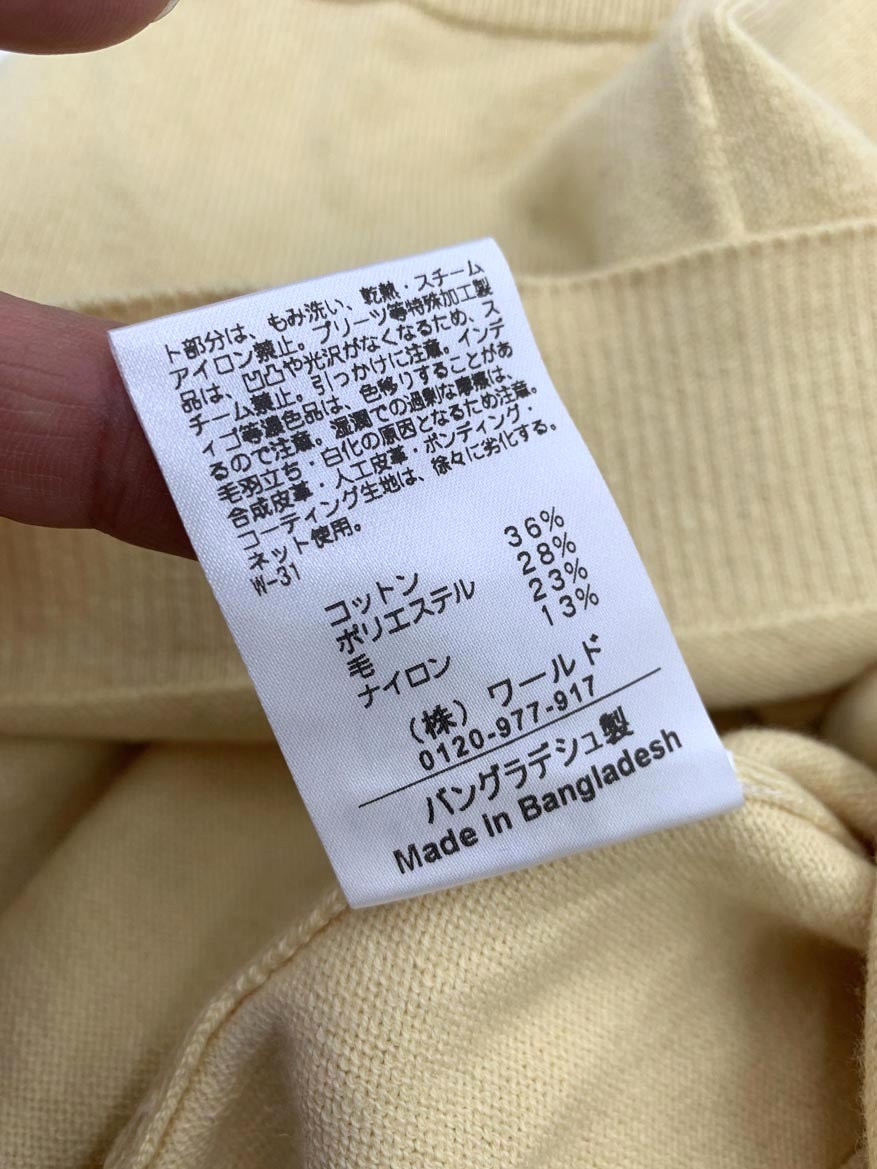 ト部分は、もみ洗い、乾熱・スチーム
アイロン禁止。プリーツ等特殊加工製
品は、凹凸や光沢がなくなるため、ス
チーム禁止。引っかけに注意。インデ
ィゴ等濃色品は、色移りすることがあ
るので注意。湿潤での過剰な摩擦は、
毛羽立ち・白化の原因となるため注意。
合成皮革・人工皮革・ボンディング・
コーティング生地は、徐々に劣化する。
ネット使用。
W-31
コットン 36%
ポリエステル 28%
毛 23%
ナイロン 13%
(株) ワールド
0120-977-917
バングラデシュ製
Made in Bangladesh